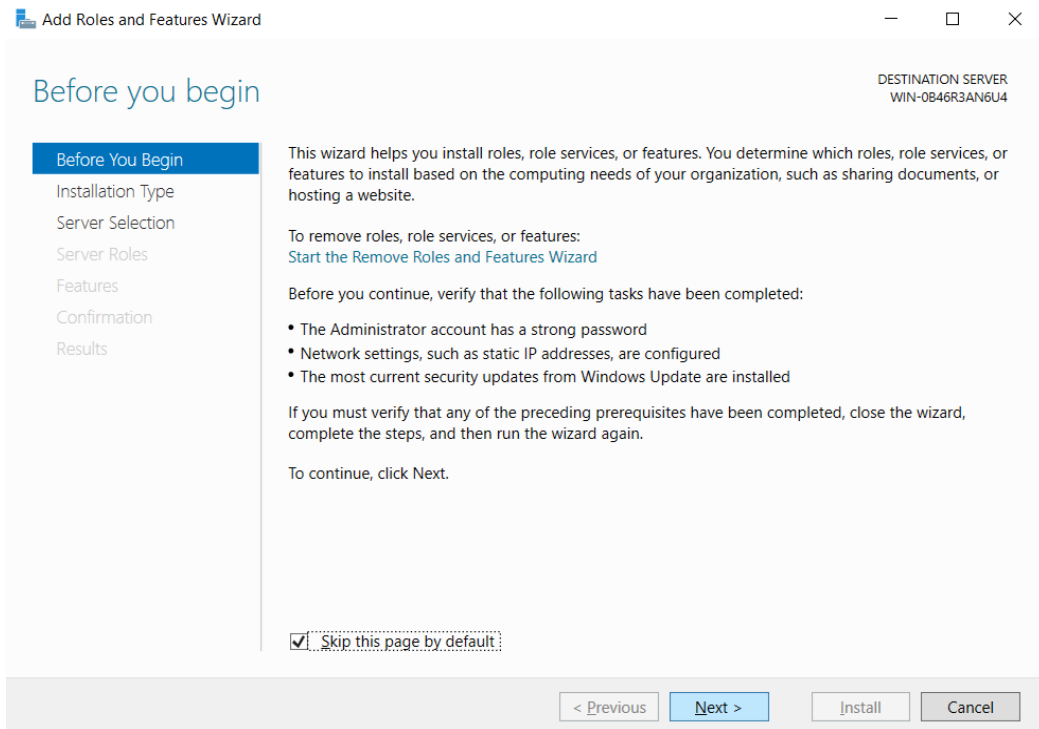 Add Roles and Features Wizard
Before you begin
DESTINATION SERVER
WIN-0B46R3AN6U4
Before You Begin
Installation Type
Server Selection
Server Roles
Features
Confirmation
Results
This wizard helps you install roles, role services, or features. You determine which roles, role services, or
features to install based on the computing needs of your organization, such as sharing documents, or
hosting a website.
To remove roles, role services, or features:
Start the Remove Roles and Features Wizard
Before you continue, verify that the following tasks have been completed:
• The Administrator account has a strong password
• Network settings, such as static IP addresses, are configured
• The most current security updates from Windows Update are installed
If you must verify that any of the preceding prerequisites have been completed, close the wizard,
complete the steps, and then run the wizard again.
To continue, click Next.
Skip this page by default
< Previous
Next >
Install
Cancel